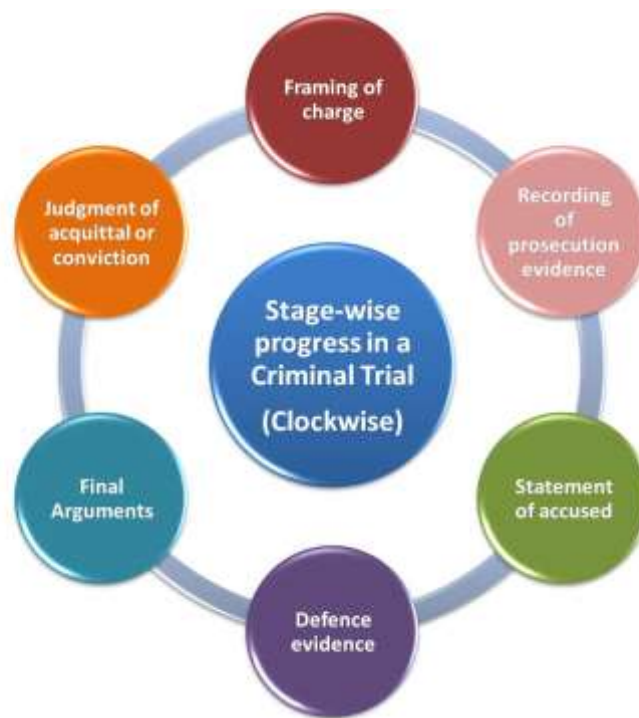 Framing of
charge
Recording
of
prosecution
evidence
Statement
of accused
Defence
evidence
Final
Arguments
Judgment of
acquittal or
conviction
Stage-wise
progress in a
Criminal Trial
(Clockwise)